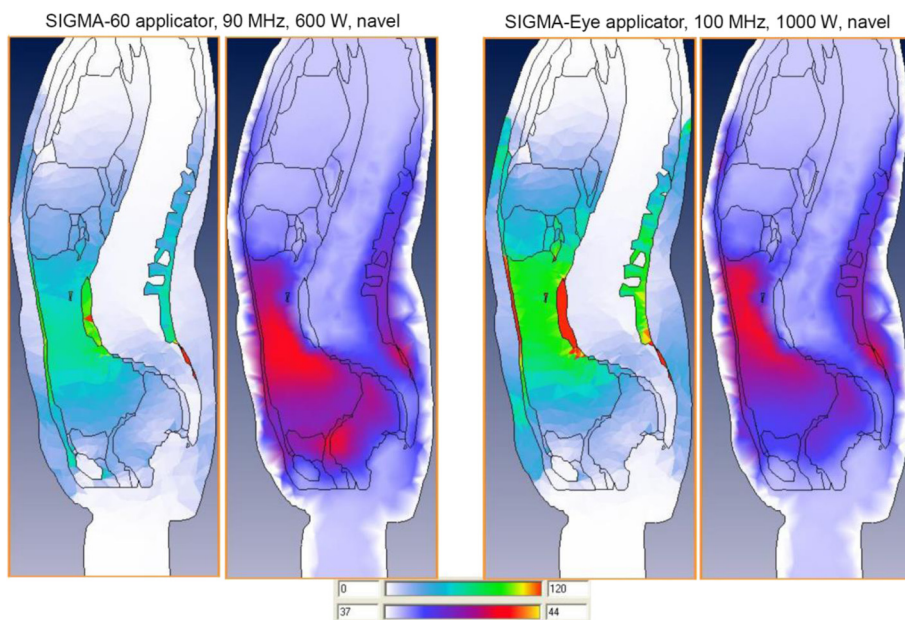 SIGMA-60 applicator, 90 MHz, 600 W, navel
SIGMA-Eye applicator, 100 MHz, 1000 W, navel
0 120
37 44